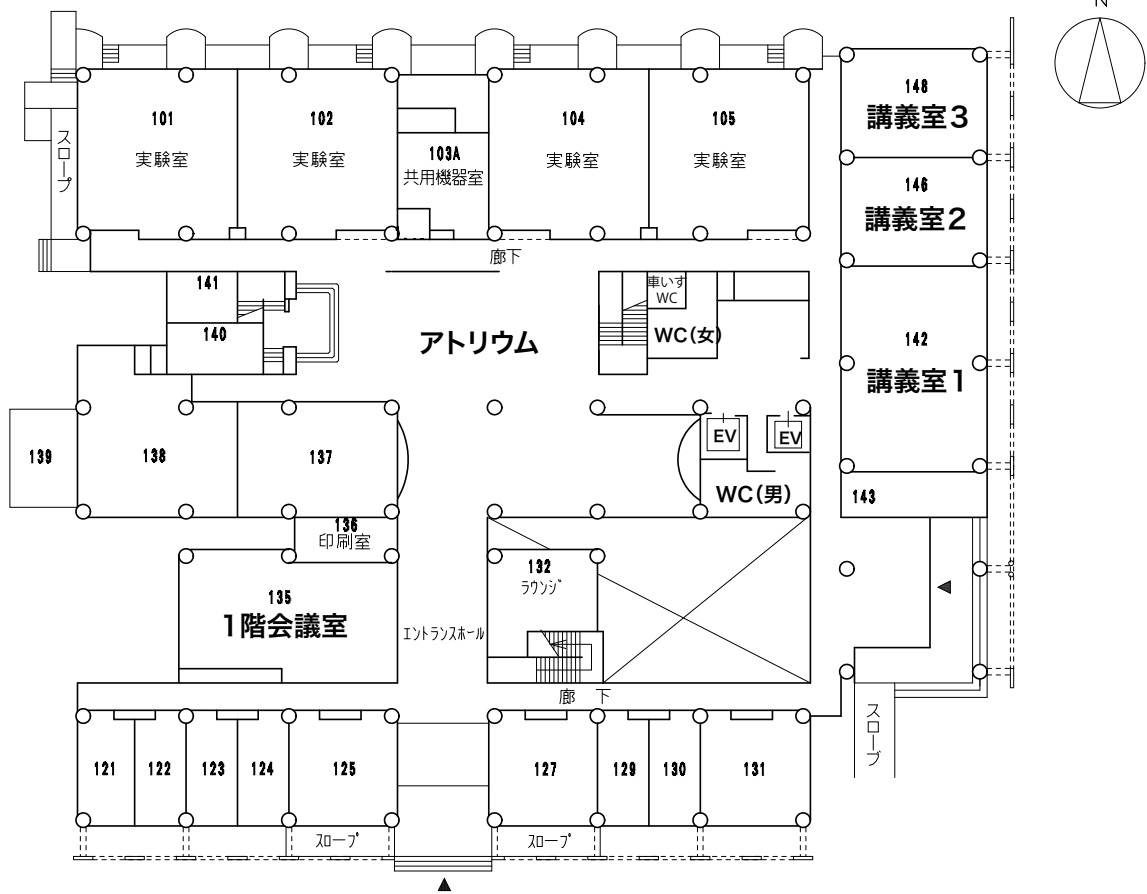 N
101
実験室
102
実験室
103A
共用機器室
104
実験室
105
実験室
148
講義室3
スロープ
146
講義室2
廊下
141
140
アトリウム
車いす
WC
WC(女)
142
講義室1
139
138
137
EV
EV
WC(男)
143
136
印刷室
132
ラウンジ
135
1階会議室
エントランスホール
廊 下
スロープ
121
122
123
124
125
127
129
130
131
スロープ
スロープ